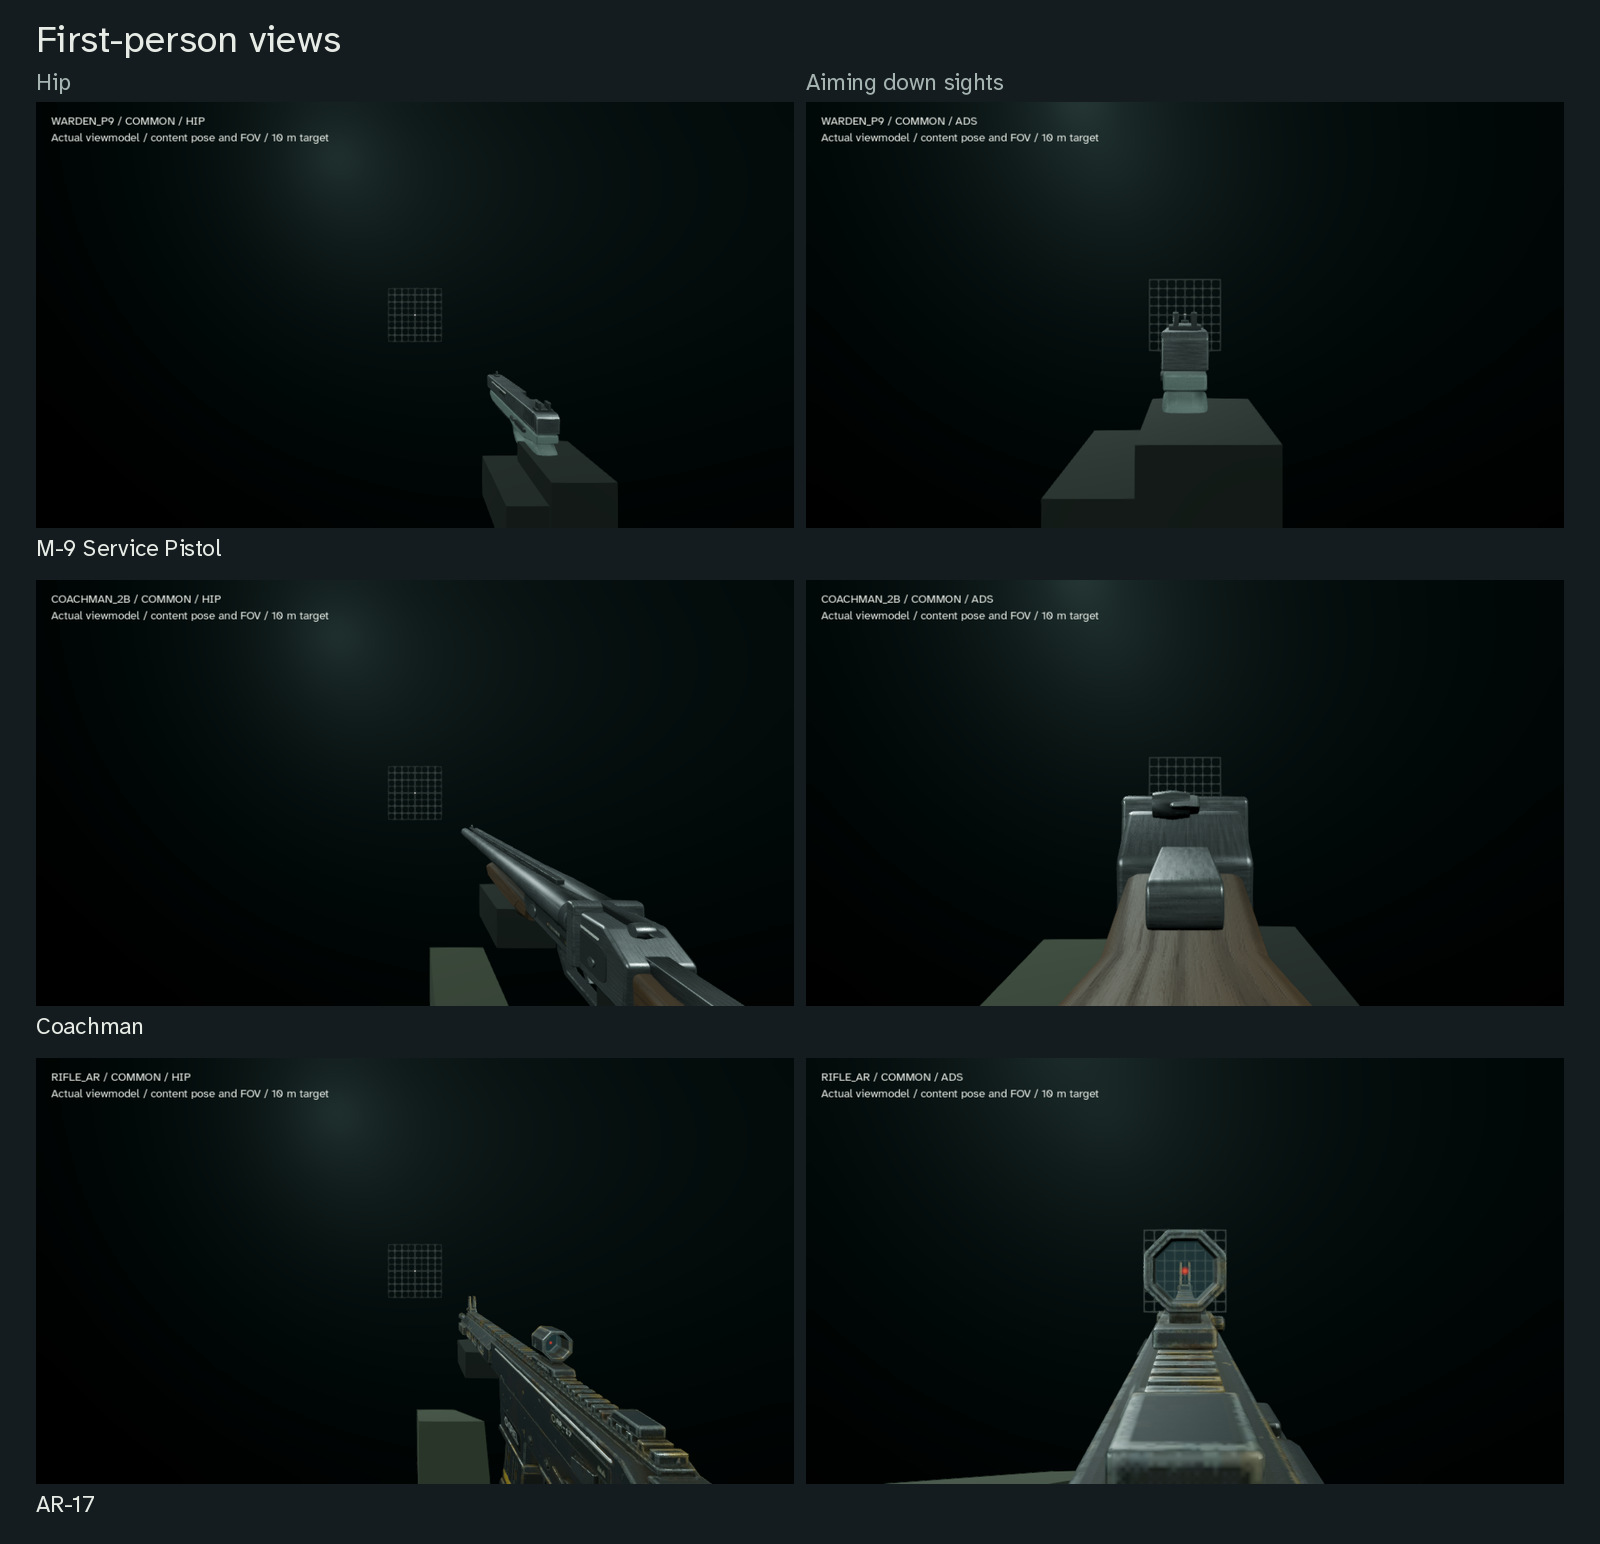 First-person views
Hip
Aiming down sights
WARDEN_P9 / COMMON / HIP
Actual viewmodel / content pose and FOV / 10 m target
WARDEN_P9 / COMMON / ADS
Actual viewmodel / content pose and FOV / 10 m target
M-9 Service Pistol
COACHMAN_2B / COMMON / HIP
Actual viewmodel / content pose and FOV / 10 m target
COACHMAN_2B / COMMON / ADS
Actual viewmodel / content pose and FOV / 10 m target
Coachman
RIFLE_AR / COMMON / HIP
Actual viewmodel / content pose and FOV / 10 m target
RIFLE_AR / COMMON / ADS
Actual viewmodel / content pose and FOV / 10 m target
AR-17